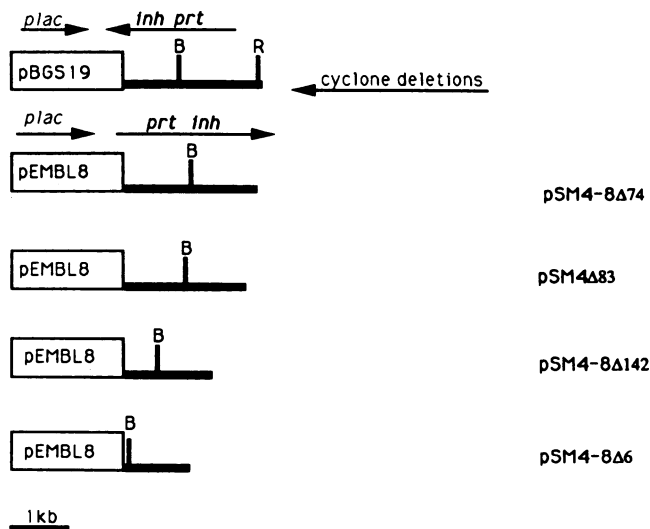 plac inh prt
B R
pBGS19
cyclone deletions
plac prt inh
B
pEMBL8
pSM4-8Δ74
B
pEMBL8
pSM4Δ83
B
pEMBL8
pSM4-8Δ142
B
pEMBL8
pSM4-8Δ6
1kb